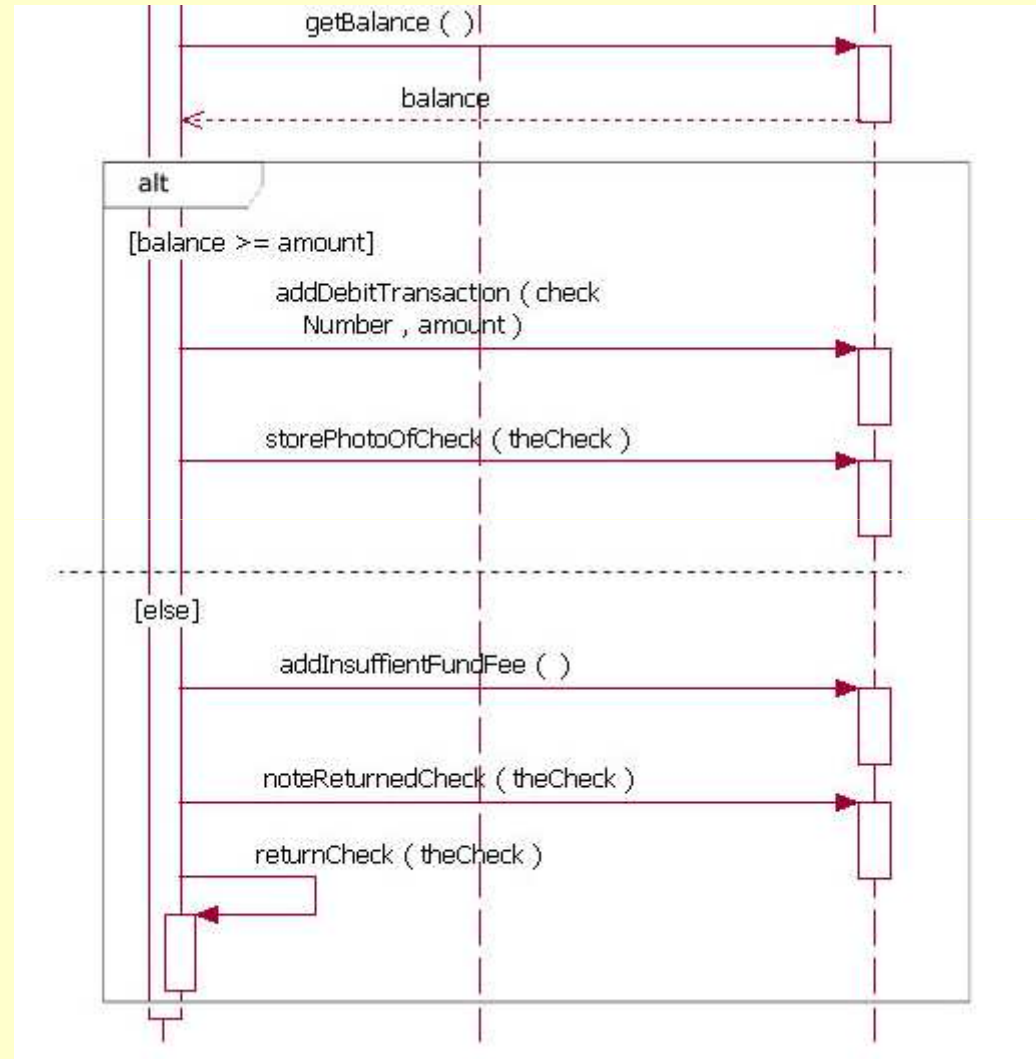 getBalance ( )
balance
alt
[balance >= amount]
addDebitTransaction ( check
Number , amount )
storePhotoOfCheck ( theCheck )
[else]
addInsuffientFundFee ( )
noteReturnedCheck ( theCheck )
returnCheck ( theCheck )